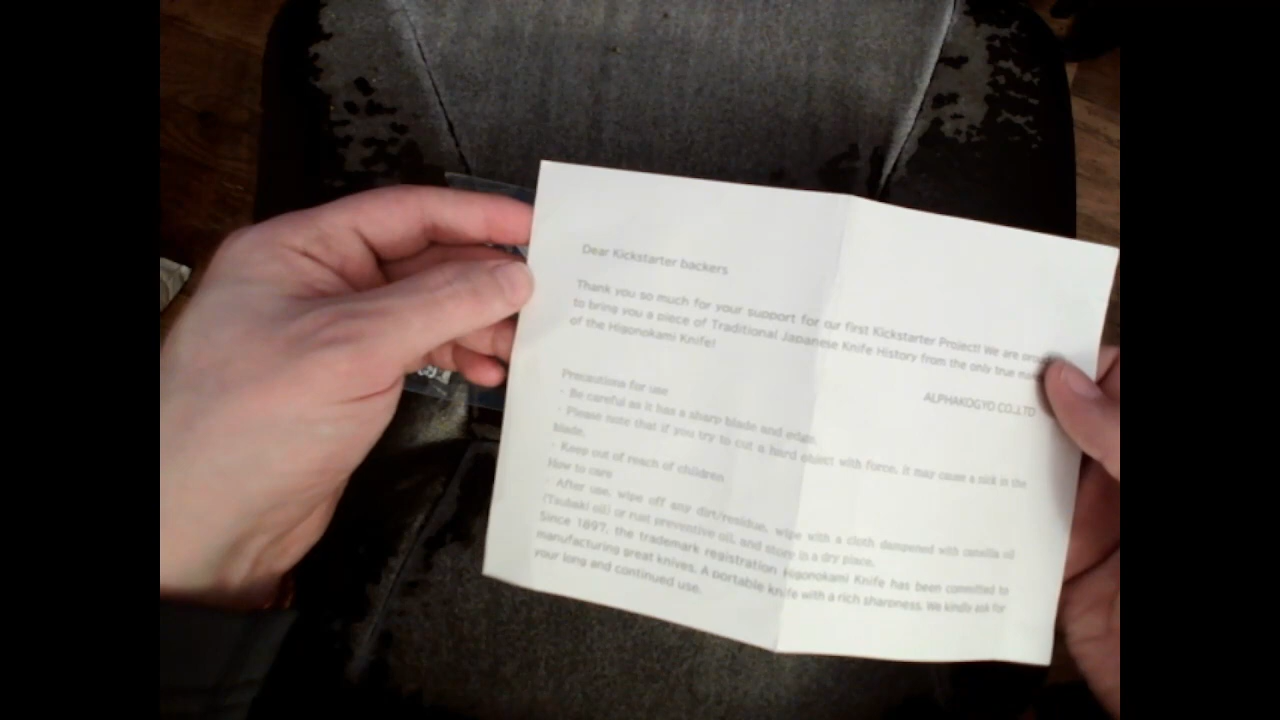 Dear Kickstarter backers
Thank you so much for your support for our first Kickstarter Project! We are
to bring you a piece of Traditional Japanese Knife History from the only true
of the Higonokami Knife!
ALPHAKOGYO CO.,LTD
Precautions for use
- Be careful as it has a sharp blade and edge.
- Please note that if you try to cut a hard object with force, it may cause a nick in the
blade.
- Keep out of reach of children
How to care
- After use, wipe off any dirt/residue, wipe with a cloth dampened with camellia oil
(Tsubaki oil) or rust preventive oil, and store in a dry place.
Since 1897, the trademark registration Higonokami Knife has been committed to
manufacturing great knives. A portable knife with a rich sharpness. We kindly ask for
your long and continued use.